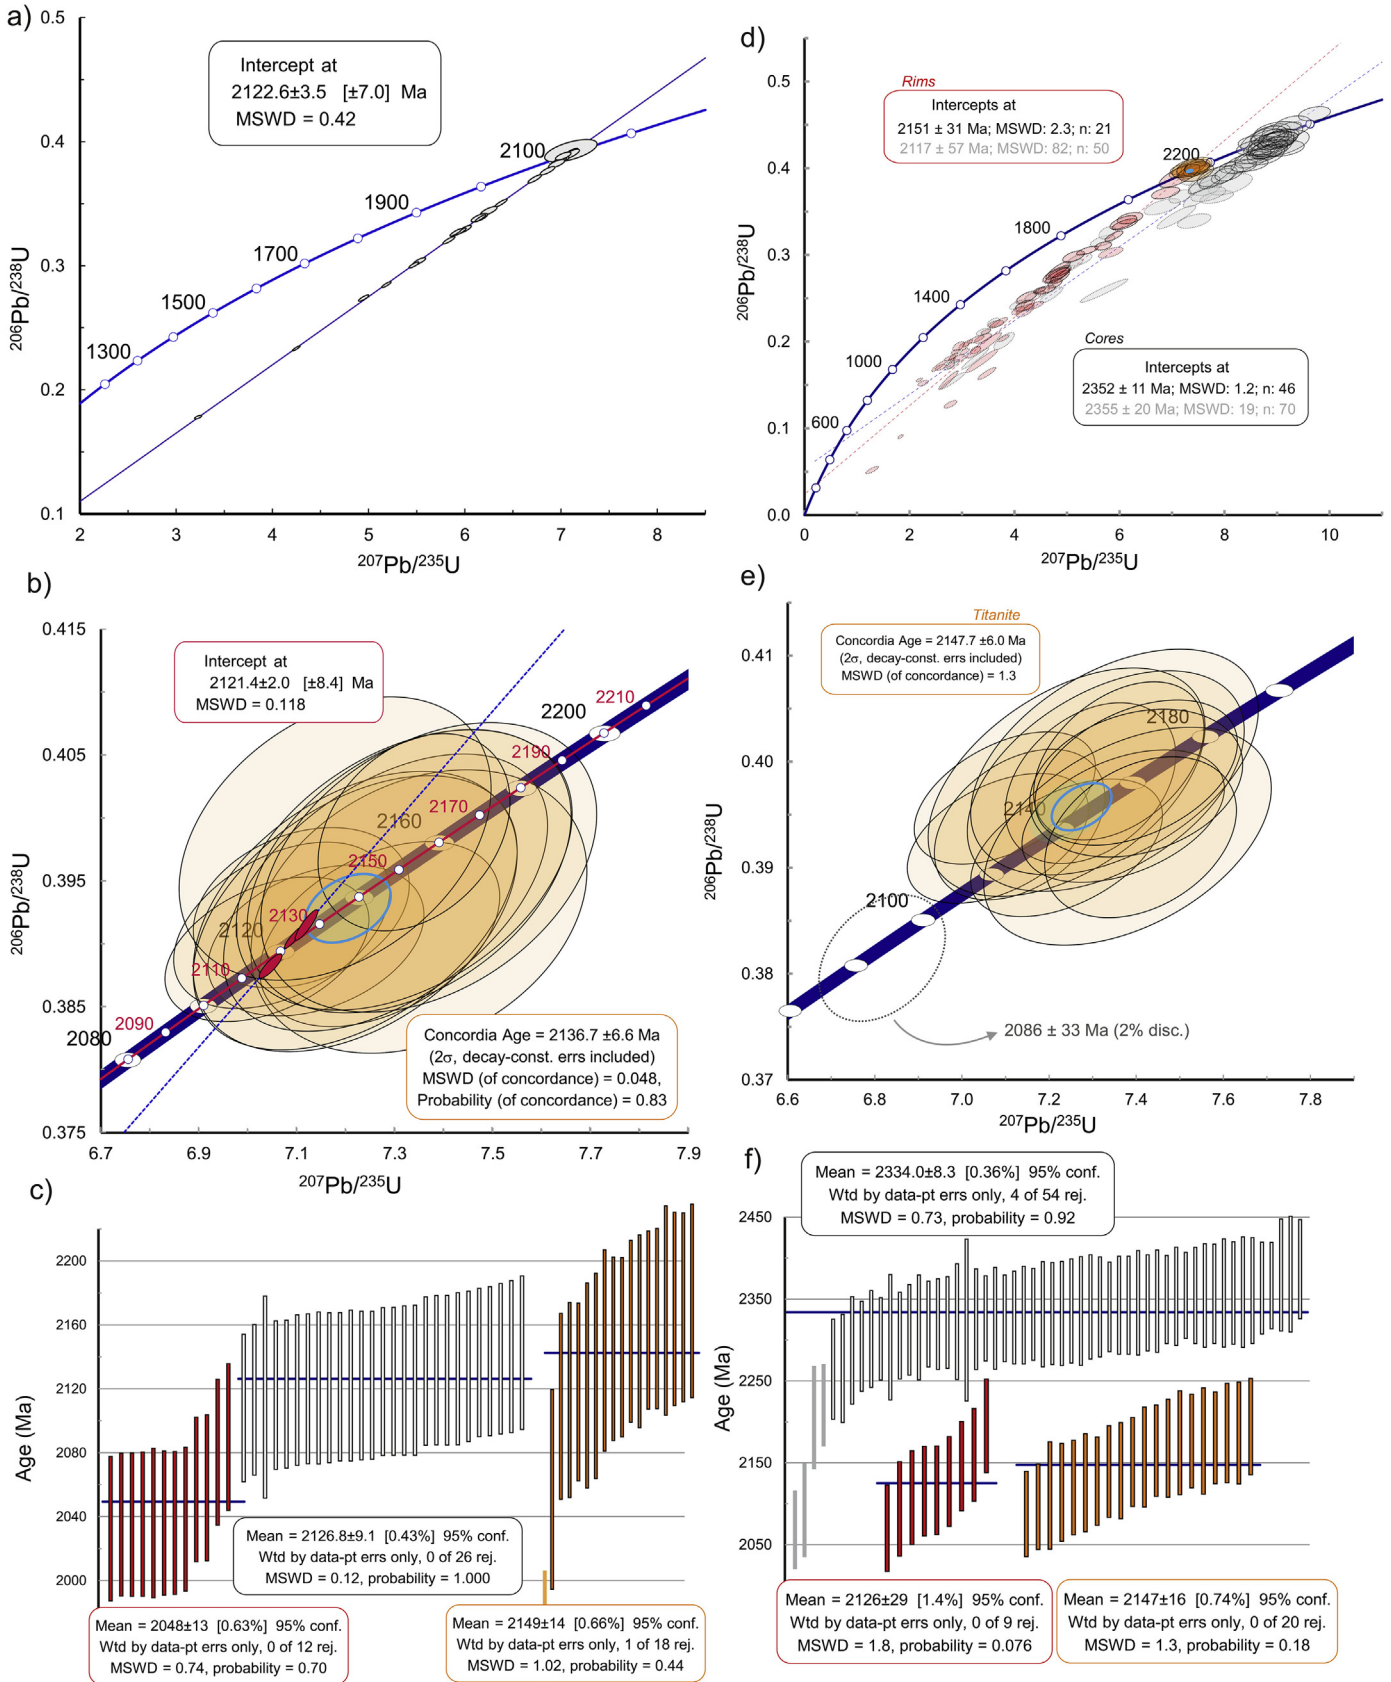 a)
0.5
0.4
0.3
0.2
0.1
206Pb/238U
Intercept at
2122.6±3.5 [±7.0] Ma
MSWD = 0.42
2100
1900
1700
1500
1300
2
3
4
5
6
7
8
207Pb/235U
d)
0.5
0.4
0.3
0.2
0.1
0.0
206Pb/238U
Rims
Intercepts at
2151 ± 31 Ma; MSWD: 2.3; n: 21
2117 ± 57 Ma; MSWD: 82; n: 50
2200
1800
1400
1000
600
Cores
Intercepts at
2352 ± 11 Ma; MSWD: 1.2; n: 46
2355 ± 20 Ma; MSWD: 19; n: 70
0
2
4
6
8
10
207Pb/235U
b)
0.415
0.405
0.395
0.385
0.375
206Pb/238U
Intercept at
2121.4±2.0 [±8.4] Ma
MSWD = 0.118
2210
2200
2190
2170
2160
2150
2130
2120
2110
2090
2080
Concordia Age = 2136.7 ±6.6 Ma
(2σ, decay-const. errs included)
MSWD (of concordance) = 0.048,
Probability (of concordance) = 0.83
6.7
6.9
7.1
7.3
7.5
7.7
7.9
207Pb/235U
e)
0.41
0.40
0.39
0.38
0.37
206Pb/238U
Titanite
Concordia Age = 2147.7 ±6.0 Ma
(2σ, decay-const. errs included)
MSWD (of concordance) = 1.3
2180
2140
2100
2086 ± 33 Ma (2% disc.)
6.6
6.8
7.0
7.2
7.4
7.6
7.8
207Pb/235U
c)
2200
2160
2120
2080
2040
2000
Age (Ma)
Mean = 2126.8±9.1 [0.43%] 95% conf.
Wtd by data-pt errs only, 0 of 26 rej.
MSWD = 0.12, probability = 1.000
Mean = 2048±13 [0.63%] 95% conf.
Wtd by data-pt errs only, 0 of 12 rej.
MSWD = 0.74, probability = 0.70
Mean = 2149±14 [0.66%] 95% conf.
Wtd by data-pt errs only, 1 of 18 rej.
MSWD = 1.02, probability = 0.44
f)
Mean = 2334.0±8.3 [0.36%] 95% conf.
Wtd by data-pt errs only, 4 of 54 rej.
MSWD = 0.73, probability = 0.92
2450
2350
2250
2150
2050
Age (Ma)
Mean = 2126±29 [1.4%] 95% conf.
Wtd by data-pt errs only, 0 of 9 rej.
MSWD = 1.8, probability = 0.076
Mean = 2147±16 [0.74%] 95% conf.
Wtd by data-pt errs only, 0 of 20 rej.
MSWD = 1.3, probability = 0.18